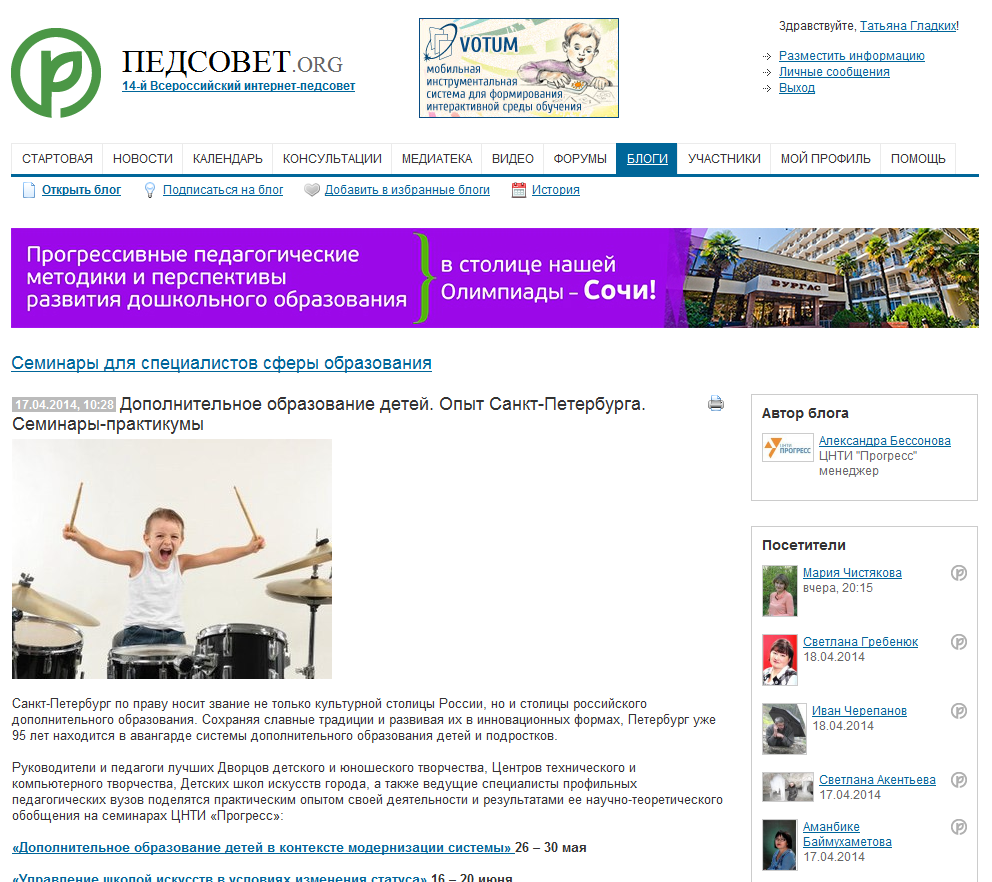 ПЕДСОВЕТ.ORG
14-й Всероссийский интернет-педсовет
VOTUM
мобильная
инструментальная
система для формирования
интерактивной среды обучения
Здравствуйте, Татьяна Гладких!
Разместить информацию
Личные сообщения
Выход
СТАРТОВАЯ НОВОСТИ КАЛЕНДАРЬ КОНСУЛЬТАЦИИ МЕДИАТЕКА ВИДЕО ФОРУМЫ БЛОГИ УЧАСТНИКИ МОЙ ПРОФИЛЬ ПОМОЩЬ
Открыть блог Подписаться на блог Добавить в избранные блоги История
Прогрессивные педагогические
методики и перспективы
развития дошкольного образования
в столице нашей
Олимпиады – Сочи!
БУРГАС
Семинары для специалистов сферы образования
17.04.2014, 10:28 Дополнительное образование детей. Опыт Санкт-Петербурга.
Семинары-практикумы
Санкт-Петербург по праву носит звание не только культурной столицы России, но и столицы российского
дополнительного образования. Сохраняя славные традиции и развивая их в инновационных формах, Петербург уже
95 лет находится в авангарде системы дополнительного образования детей и подростков.
Руководители и педагоги лучших Дворцов детского и юношеского творчества, Центров технического и
компьютерного творчества, Детских школ искусств города, а также ведущие специалисты профильных
педагогических вузов поделятся практическим опытом своей деятельности и результатами ее научно-теоретического
обобщения на семинарах ЦНТИ «Прогресс»:
«Дополнительное образование детей в контексте модернизации системы» 26 – 30 мая
«Управление школой искусств в условиях изменения статуса» 16 – 20 июня
Автор блога
ЦНТИ
ПРОГРЕСС
Александра Бессонова
ЦНТИ "Прогресс"
менеджер
Посетители
Мария Чистякова
вчера, 20:15
Светлана Гребенюк
18.04.2014
Иван Черепанов
18.04.2014
Светлана Акентьева
17.04.2014
Аманбике
Баймухаметова
17.04.2014